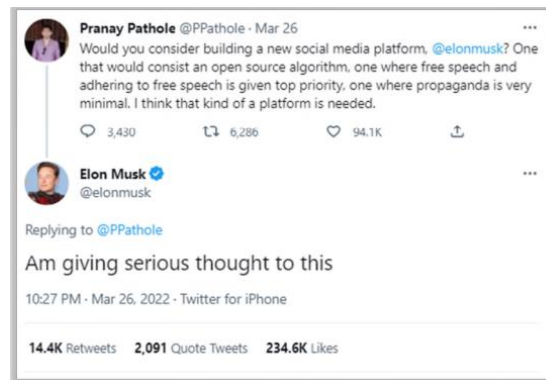 Pranay Pathole @PPathole · Mar 26
Would you consider building a new social media platform, @elonmusk? One
that would consist an open source algorithm, one where free speech and
adhering to free speech is given top priority, one where propaganda is very
minimal. I think that kind of a platform is needed.
3,430 6,286 94.1K
Elon Musk
@elonmusk
Replying to @PPathole
Am giving serious thought to this
10:27 PM · Mar 26, 2022 · Twitter for iPhone
14.4K Retweets 2,091 Quote Tweets 234.6K Likes